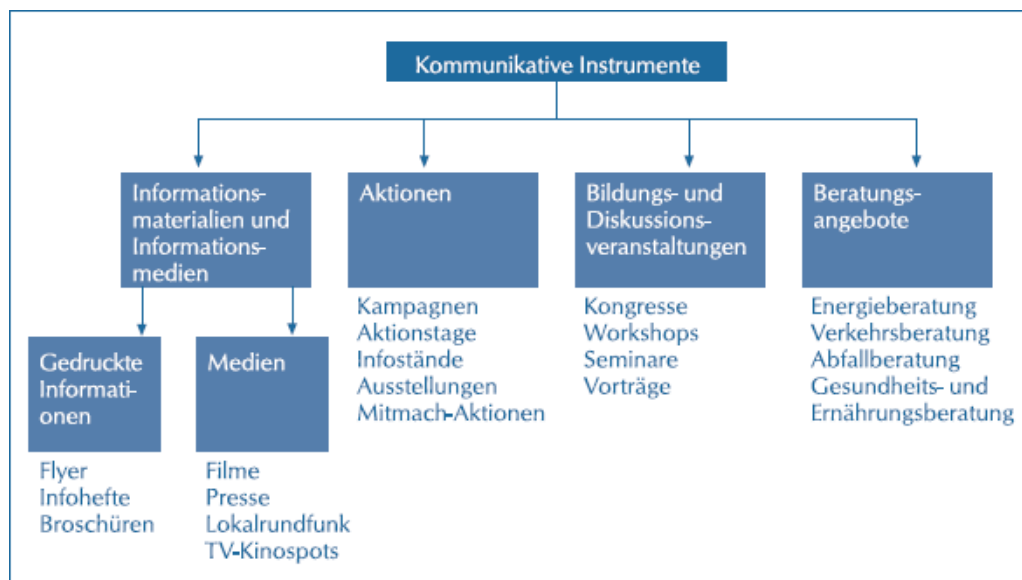 Kommunikative Instrumente
Informations-
materialien und
Informations-
medien
Gedruckte
Informati-
onen
Flyer
Infohefte
Broschüren
Medien
Filme
Presse
Lokalrundfunk
TV-Kinospots
Aktionen
Kampagnen
Aktionstage
Infostände
Ausstellungen
Mitmach-Aktionen
Bildungs- und
Diskussions-
veranstaltungen
Kongresse
Workshops
Seminare
Vorträge
Beratungs-
angebote
Energieberatung
Verkehrsberatung
Abfallberatung
Gesundheits- und
Ernährungsberatung